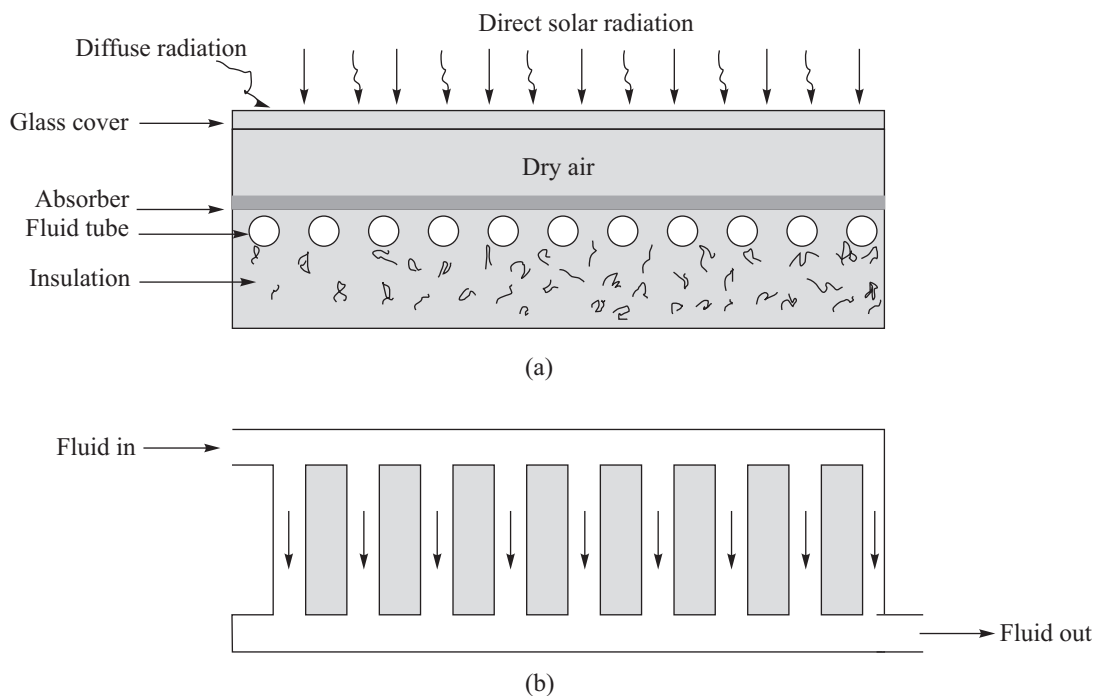 Direct solar radiation
Diffuse radiation
Glass cover
Dry air
Absorber
Fluid tube
Insulation
(a)
Fluid in
Fluid out
(b)